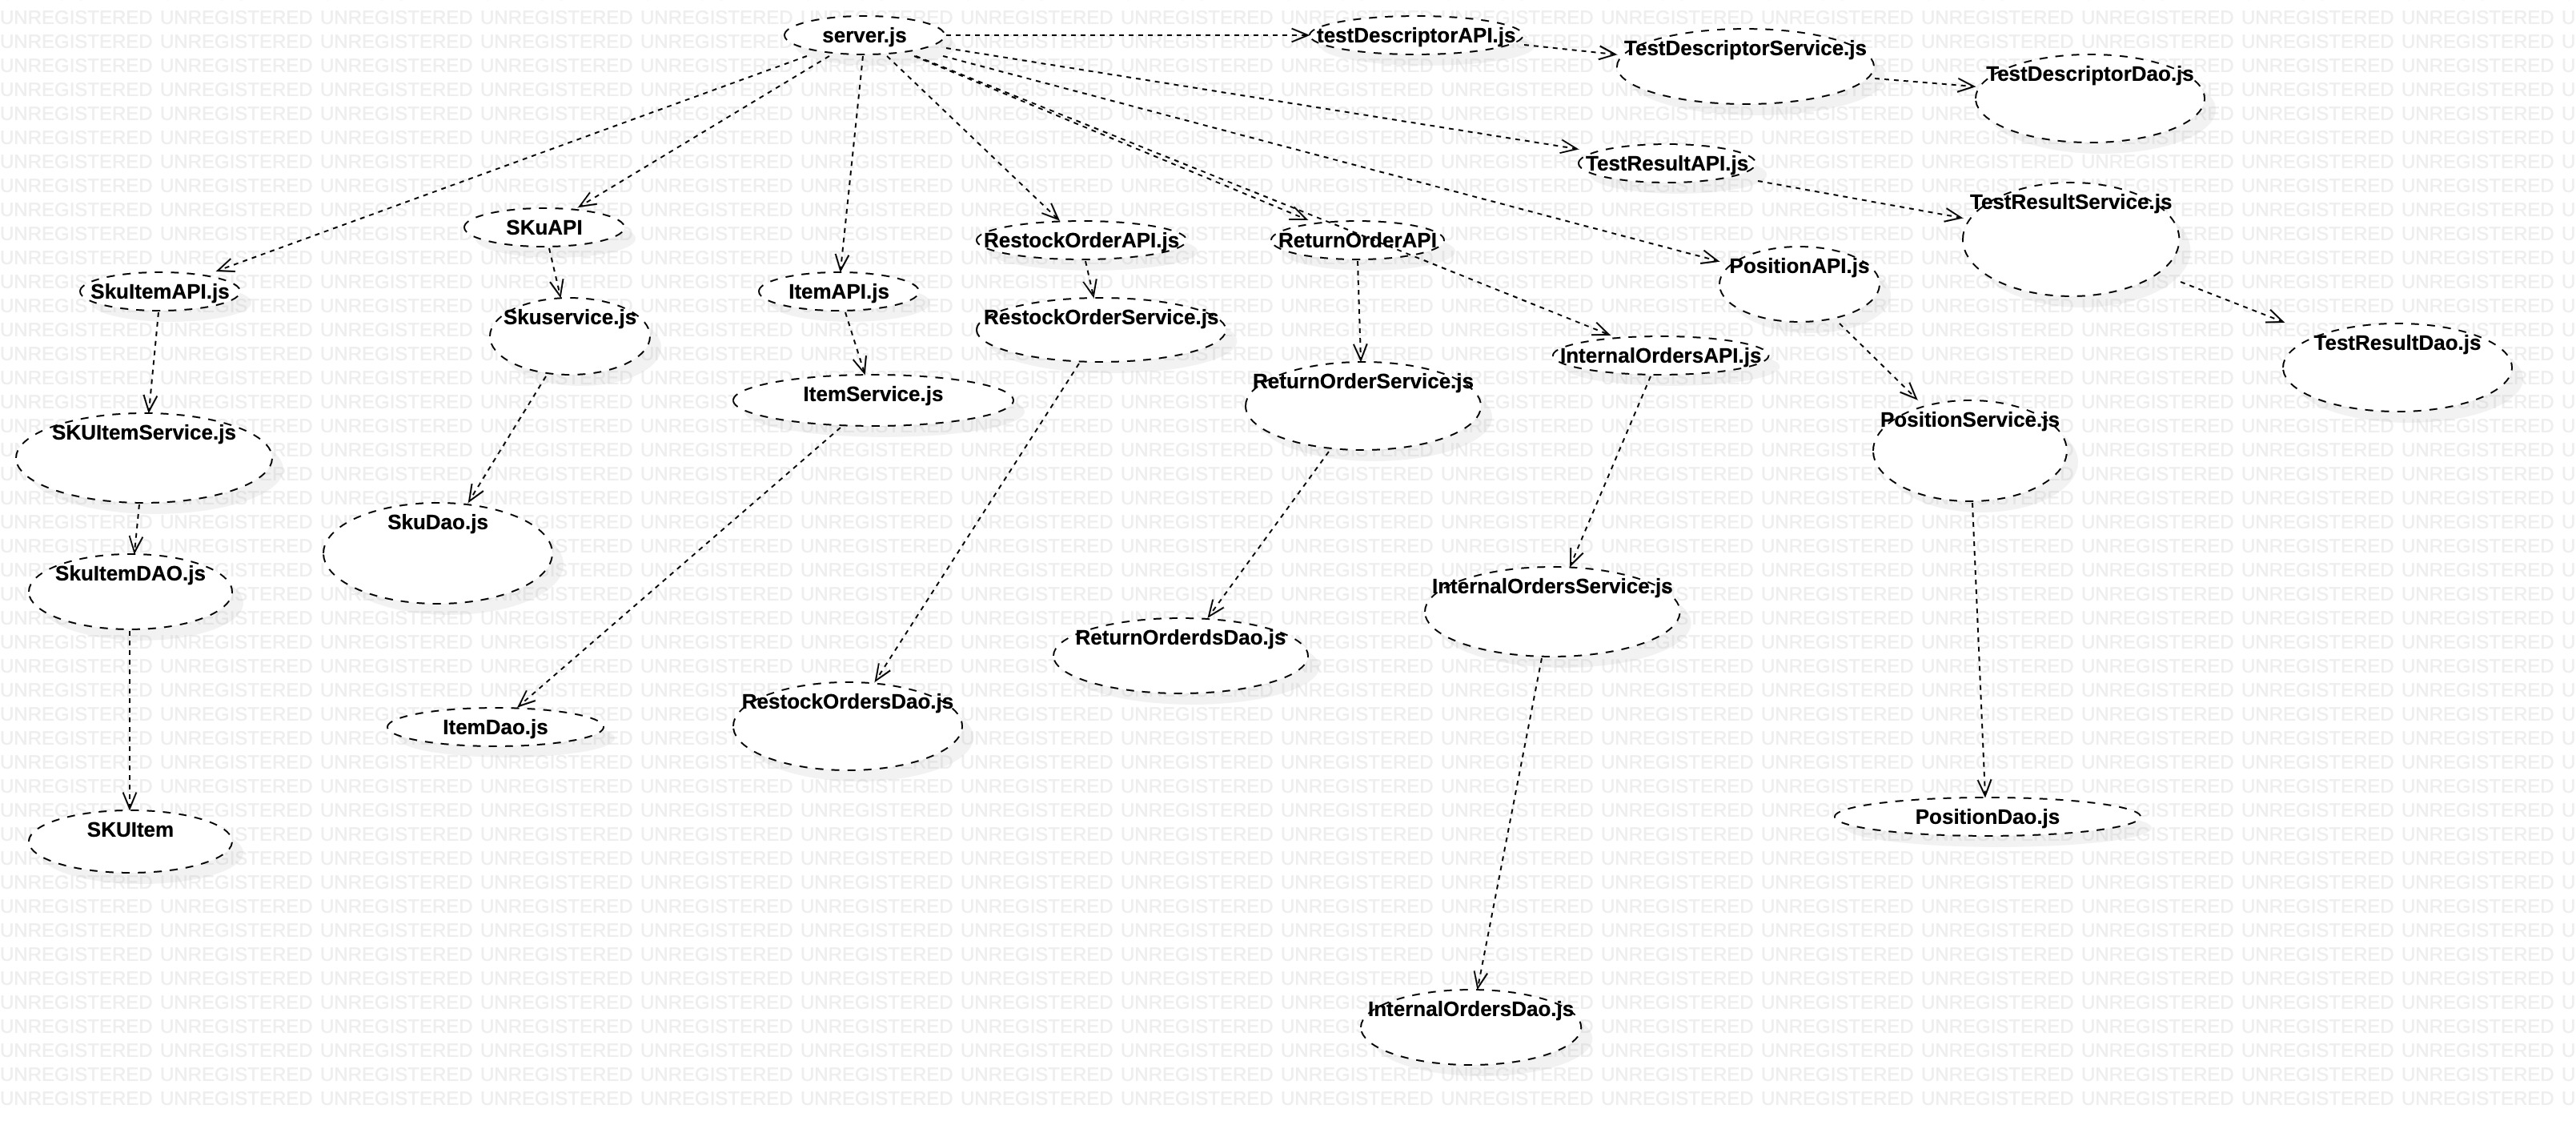 server.js
testDescriptorAPI.js
TestDescriptorService.js
TestDescriptorDao.js
TestResultAPI.js
TestResultService.js
SKuAPI
RestockOrderAPI.js
ReturnOrderAPI
PositionAPI.js
SkuItemAPI.js
ItemAPI.js
Skuservice.js
RestockOrderService.js
TestResultDao.js
InternalOrdersAPI.js
ReturnOrderService.js
ItemService.js
PositionService.js
SKUItemService.js
SkuDao.js
SkuItemDAO.js
InternalOrdersService.js
ReturnOrderdsDao.js
RestockOrdersDao.js
ItemDao.js
PositionDao.js
SKUItem
InternalOrdersDao.js
UNREGISTERED